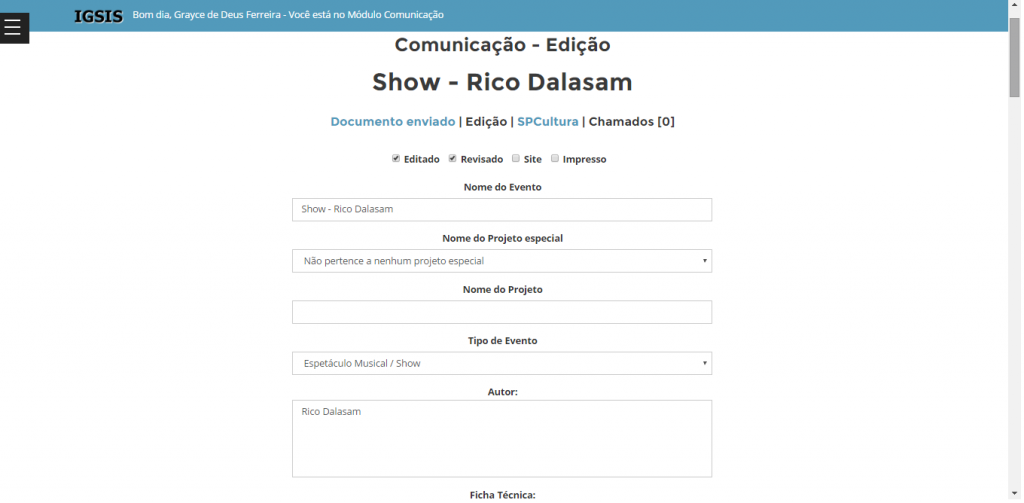 IGSIS Bom dia, Grayce de Deus Ferreira - Você está no Módulo Comunicação
Comunicação - Edição
Show - Rico Dalasam
Documento enviado | Edição | SPCultura | Chamados [0]
Editado Revisado Site Impresso
Nome do Evento
Show - Rico Dalasam
Nome do Projeto especial
Não pertence a nenhum projeto especial
Nome do Projeto
Tipo de Evento
Espetáculo Musical / Show
Autor:
Rico Dalasam
Ficha Técnica: